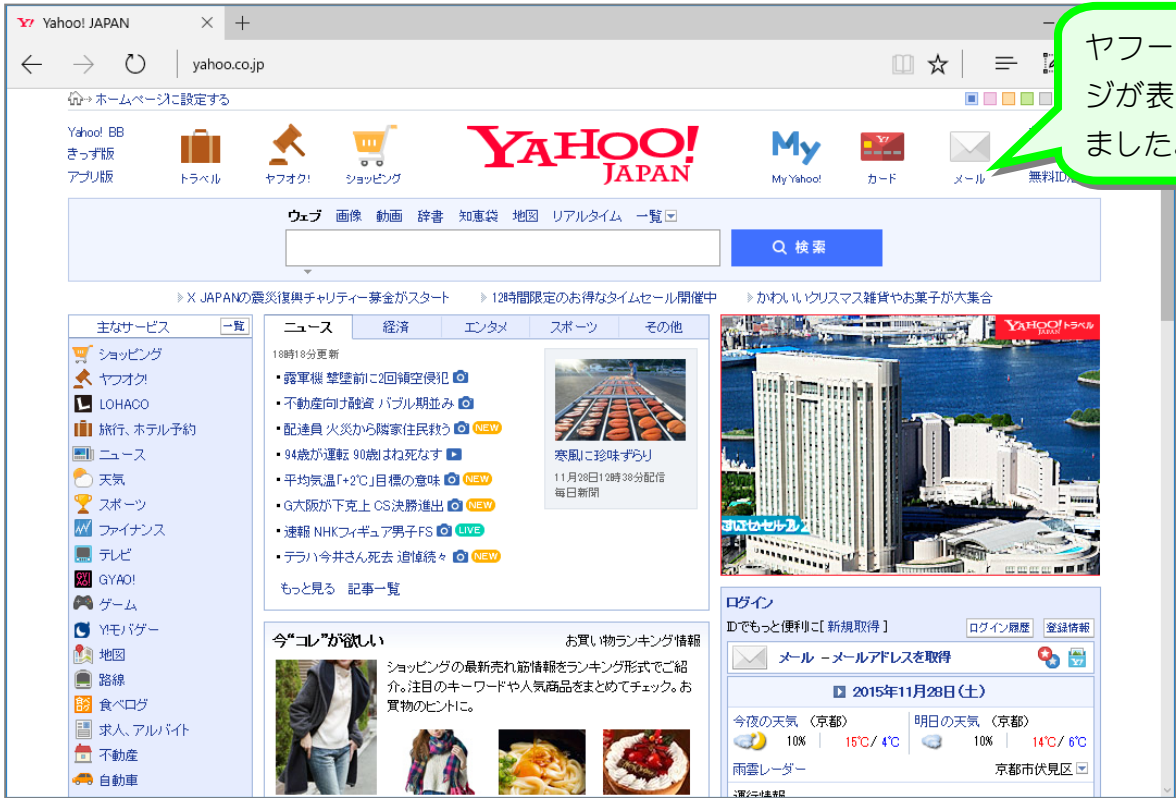 Yahoo! JAPAN
yahoo.co.jp
ヤフー
ジが表
ました
ホームページに設定する
Yahoo! BB
きっず版
アプリ版
トラベル
ヤフオク!
ショッピング
YAHOO!
JAPAN
My
My Yahoo!
カード
メール
無料ID
ウェブ 画像 動画 辞書 知恵袋 地図 リアルタイム 一覧
検索
X JAPANの震災復興チャリティー募金がスタート
12時間限定のお得なタイムセール開催中
かわいいクリスマス雑貨やお菓子が大集合
主なサービス 一覧
ショッピング
ヤフオク!
LOHACO
旅行、ホテル予約
ニュース
天気
スポーツ
ファイナンス
テレビ
GYAO!
ゲーム
Y!モバゲー
地図
路線
食べログ
求人、アルバイト
不動産
自動車
ニュース 経済 エンタメ スポーツ その他
18時18分更新
露軍機 撃墜前に2回領空侵犯
不動産向け融資 バブル期並み
配達員 火災から隣家住民救う NEW
94歳が運転 90歳はね死なす
平均気温「+2℃」目標の意味 NEW
G大阪が下克上 CS決勝進出 NEW
速報 NHKフィギュア男子FS LIVE
テラハ今井さん死去 追悼続々 NEW
もっと見る 記事一覧
寒風に珍味ずらり
11月28日12時38分配信
毎日新聞
今“コレ”が欲しい
お買い物ランキング情報
ショッピングの最新売れ筋情報をランキング形式でご紹
介。注目のキーワードや人気商品をまとめてチェック。お
買物のヒントに。
YAHOO! トラベル
JAPAN
ログイン
IDでもっと便利に[ 新規取得 ]
ログイン履歴 登録情報
メール －メールアドレスを取得
2015年11月28日(土)
今夜の天気 （京都）
10% 15℃/ 4℃
明日の天気 （京都）
10% 14℃/ 6℃
雨雲レーダー
京都市伏見区
運行情報